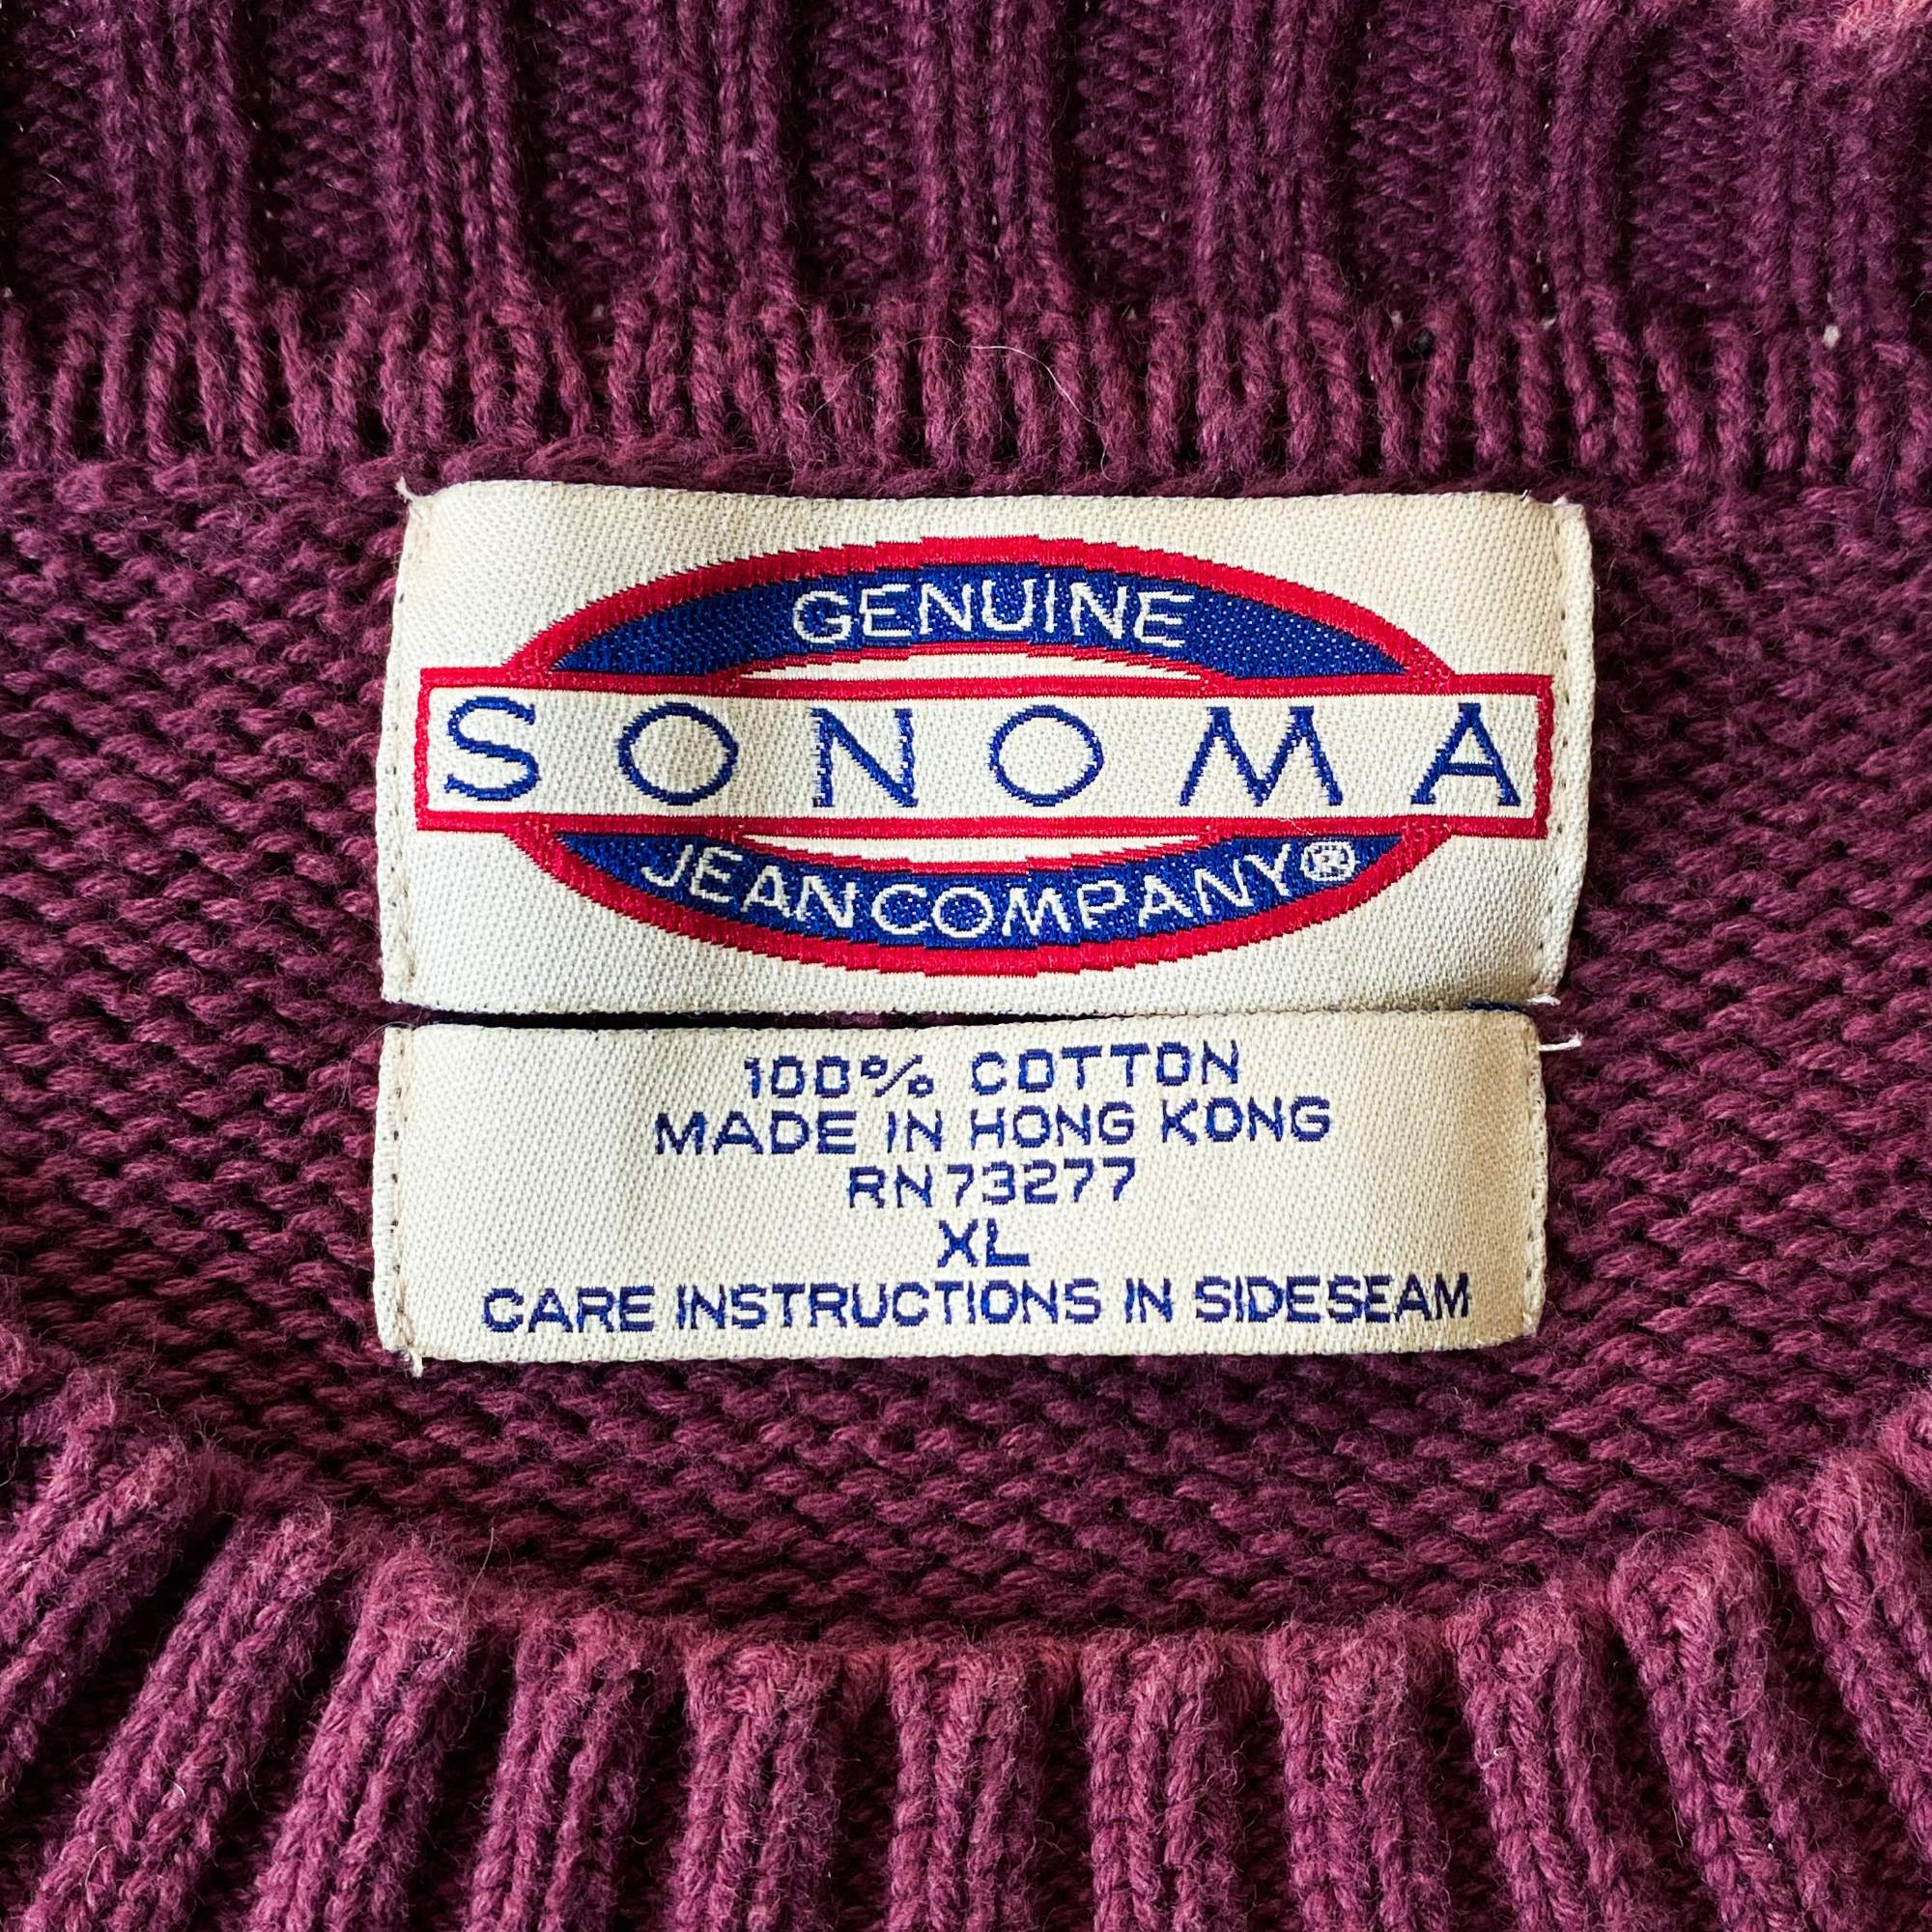 GENUINE
SONOMA
JEAN COMPANY®
100% COTTON
MADE IN HONG KONG
RN73277
XL
CARE INSTRUCTIONS IN SIDESEAM